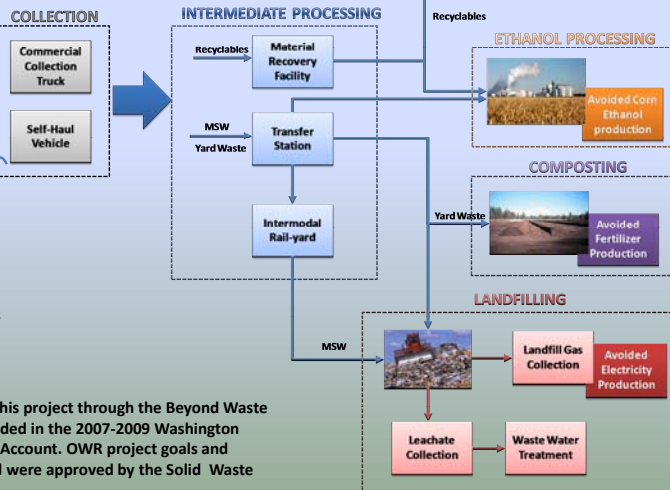 COLLECTION
Commercial
Collection
Truck
Self-Haul
Vehicle
INTERMEDIATE PROCESSING
Recyclables
Material
Recovery
Facility
MSW
Yard Waste
Transfer
Station
Intermodal
Rail-yard
MSW
Recyclables
ETHANOL PROCESSING
Avoided Corn
Ethanol
production
COMPOSTING
Yard Waste
Avoided
Fertilizer
Production
LANDFILLING
Landfill Gas
Collection
Avoided
Electricity
Production
Leachate
Collection
Waste Water
Treatment
his project through the Beyond Waste
ded in the 2007-2009 Washington
Account. OWR project goals and
were approved by the Solid Waste